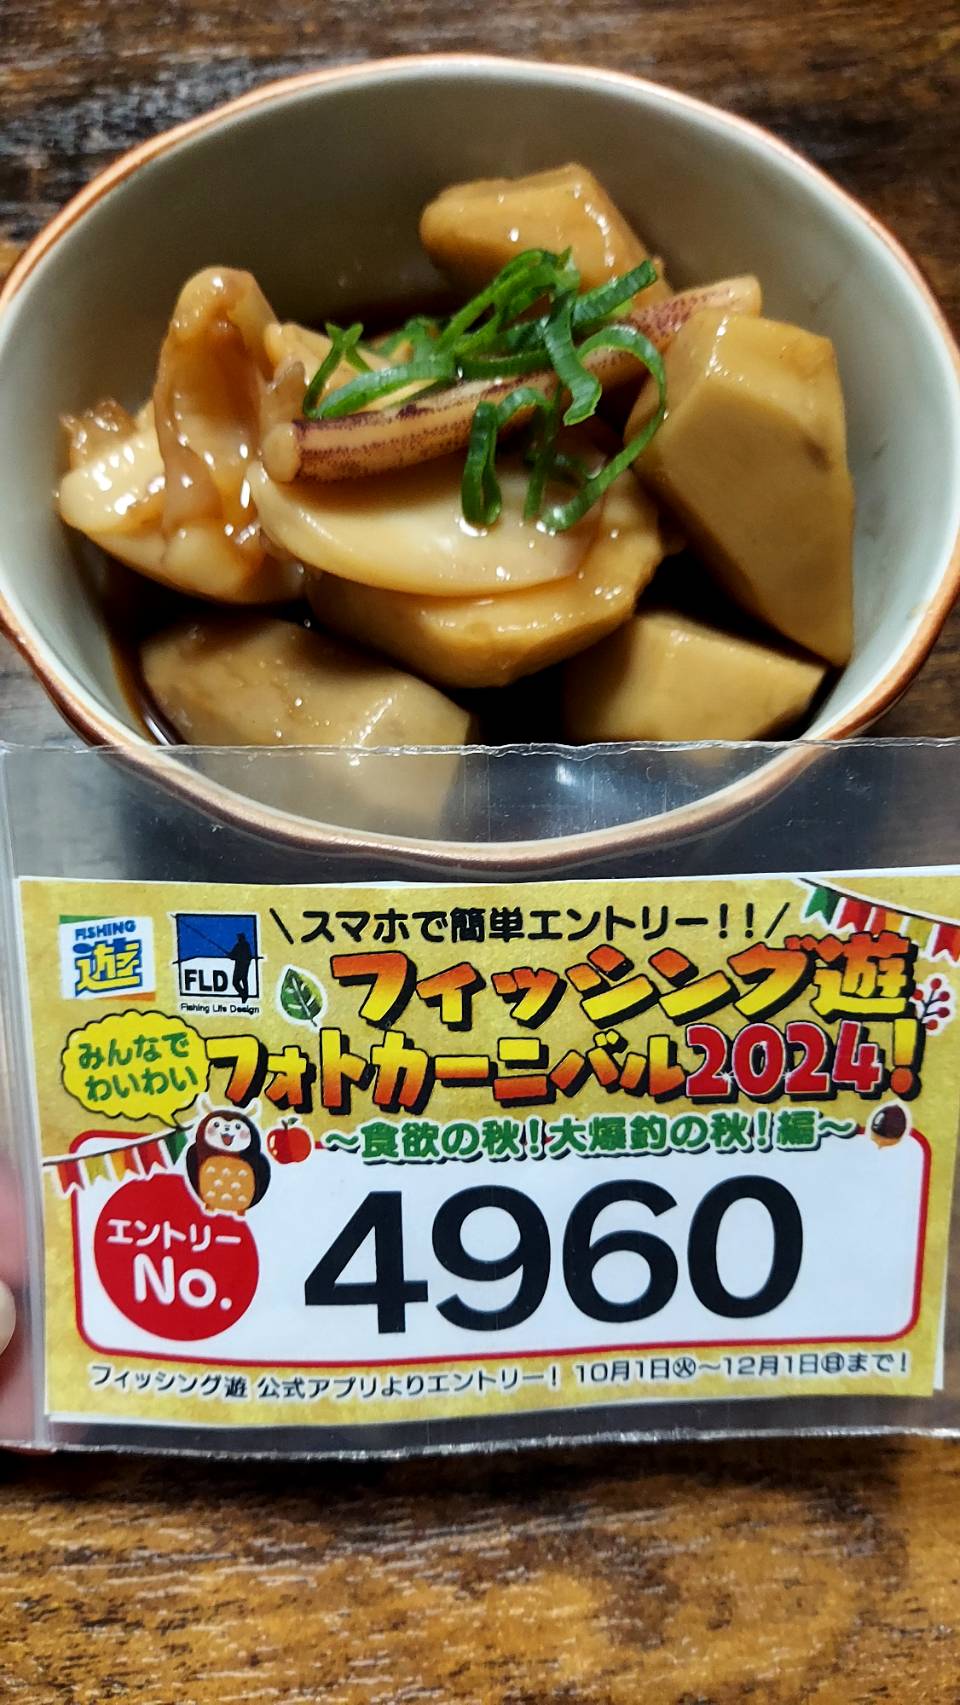 \スマホで簡単エントリー!!/
FISHING
遊
FLD
Fishing Life Design
フィッシング遊
みんなで
わいわい
フォトカーニバル2024!
~食欲の秋!大爆釣の秋!編~
エントリー
No.
4960
フィッシング遊 公式アプリよりエントリー! 10月1日㊋~12月1日㊐まで!